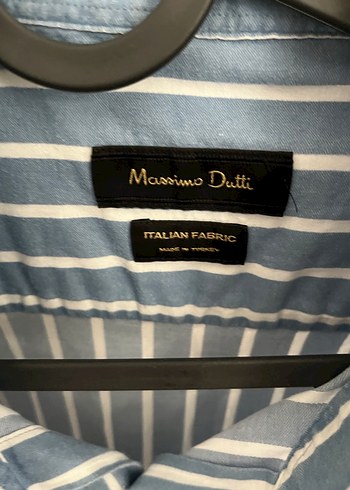 Massimo Dutti
ITALIAN FABRIC
MADE IN TURKEY